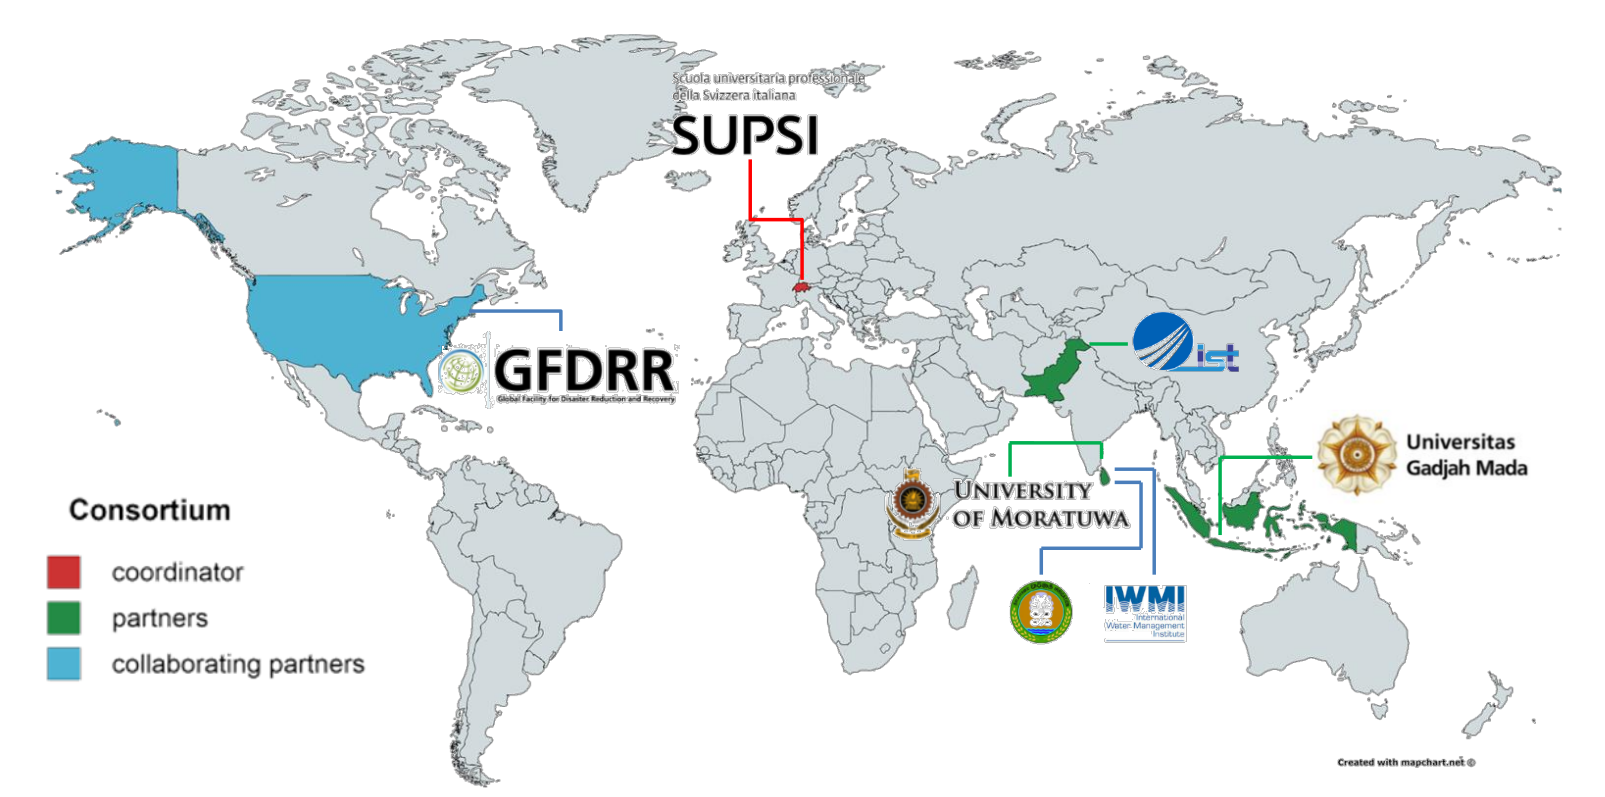 Scuola universitaria professionale
della Svizzera italiana
SUPSI
GFDRR
Global Facility for Disaster Reduction and Recovery
ist
Universitas
Gadjah Mada
UNIVERSITY
OF MORATUWA
IWMI
International
Water Management
Institute
Consortium
coordinator
partners
collaborating partners
Created with mapchart.net ©